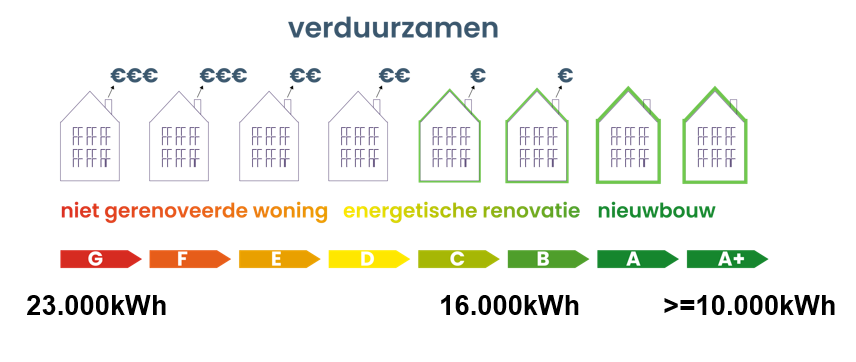 verduurzamen
€€€ €€€ €€ €€ € €
niet gerenoveerde woning energetische renovatie nieuwbouw
G F E D C B A A+
23.000kWh 16.000kWh >=10.000kWh